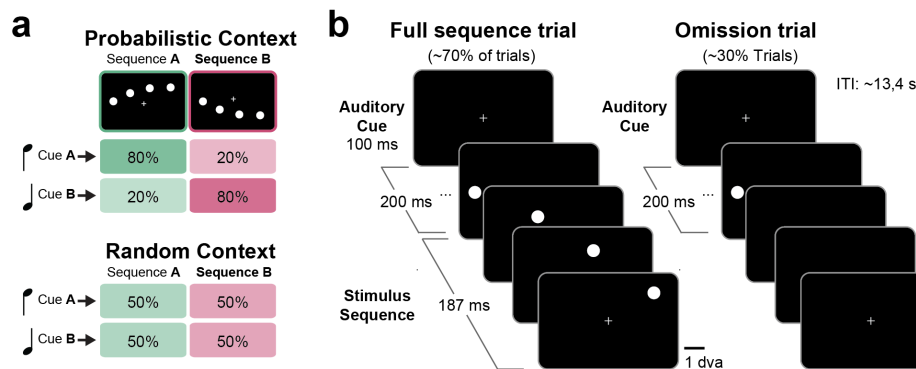 a
Probabilistic Context
Sequence A Sequence B
Cue A 80% 20%
Cue B 20% 80%
Random Context
Sequence A Sequence B
Cue A 50% 50%
Cue B 50% 50%
b
Full sequence trial
(~70% of trials)
Auditory
Cue
100 ms
...
200 ms
Stimulus
Sequence
187 ms
1 dva
Omission trial
(~30% Trials)
ITI: ~13,4 s
Auditory
Cue
...
200 ms